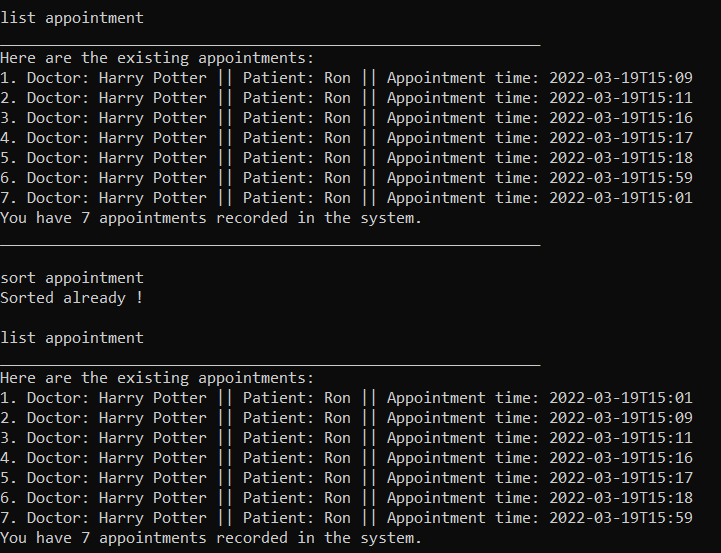 list appointment
____________________________________________________________
Here are the existing appointments:
1. Doctor: Harry Potter || Patient: Ron || Appointment time: 2022-03-19T15:09
2. Doctor: Harry Potter || Patient: Ron || Appointment time: 2022-03-19T15:11
3. Doctor: Harry Potter || Patient: Ron || Appointment time: 2022-03-19T15:16
4. Doctor: Harry Potter || Patient: Ron || Appointment time: 2022-03-19T15:17
5. Doctor: Harry Potter || Patient: Ron || Appointment time: 2022-03-19T15:18
6. Doctor: Harry Potter || Patient: Ron || Appointment time: 2022-03-19T15:59
7. Doctor: Harry Potter || Patient: Ron || Appointment time: 2022-03-19T15:01
You have 7 appointments recorded in the system.
____________________________________________________________
sort appointment
Sorted already !
list appointment
____________________________________________________________
Here are the existing appointments:
1. Doctor: Harry Potter || Patient: Ron || Appointment time: 2022-03-19T15:01
2. Doctor: Harry Potter || Patient: Ron || Appointment time: 2022-03-19T15:09
3. Doctor: Harry Potter || Patient: Ron || Appointment time: 2022-03-19T15:11
4. Doctor: Harry Potter || Patient: Ron || Appointment time: 2022-03-19T15:16
5. Doctor: Harry Potter || Patient: Ron || Appointment time: 2022-03-19T15:17
6. Doctor: Harry Potter || Patient: Ron || Appointment time: 2022-03-19T15:18
7. Doctor: Harry Potter || Patient: Ron || Appointment time: 2022-03-19T15:59
You have 7 appointments recorded in the system.